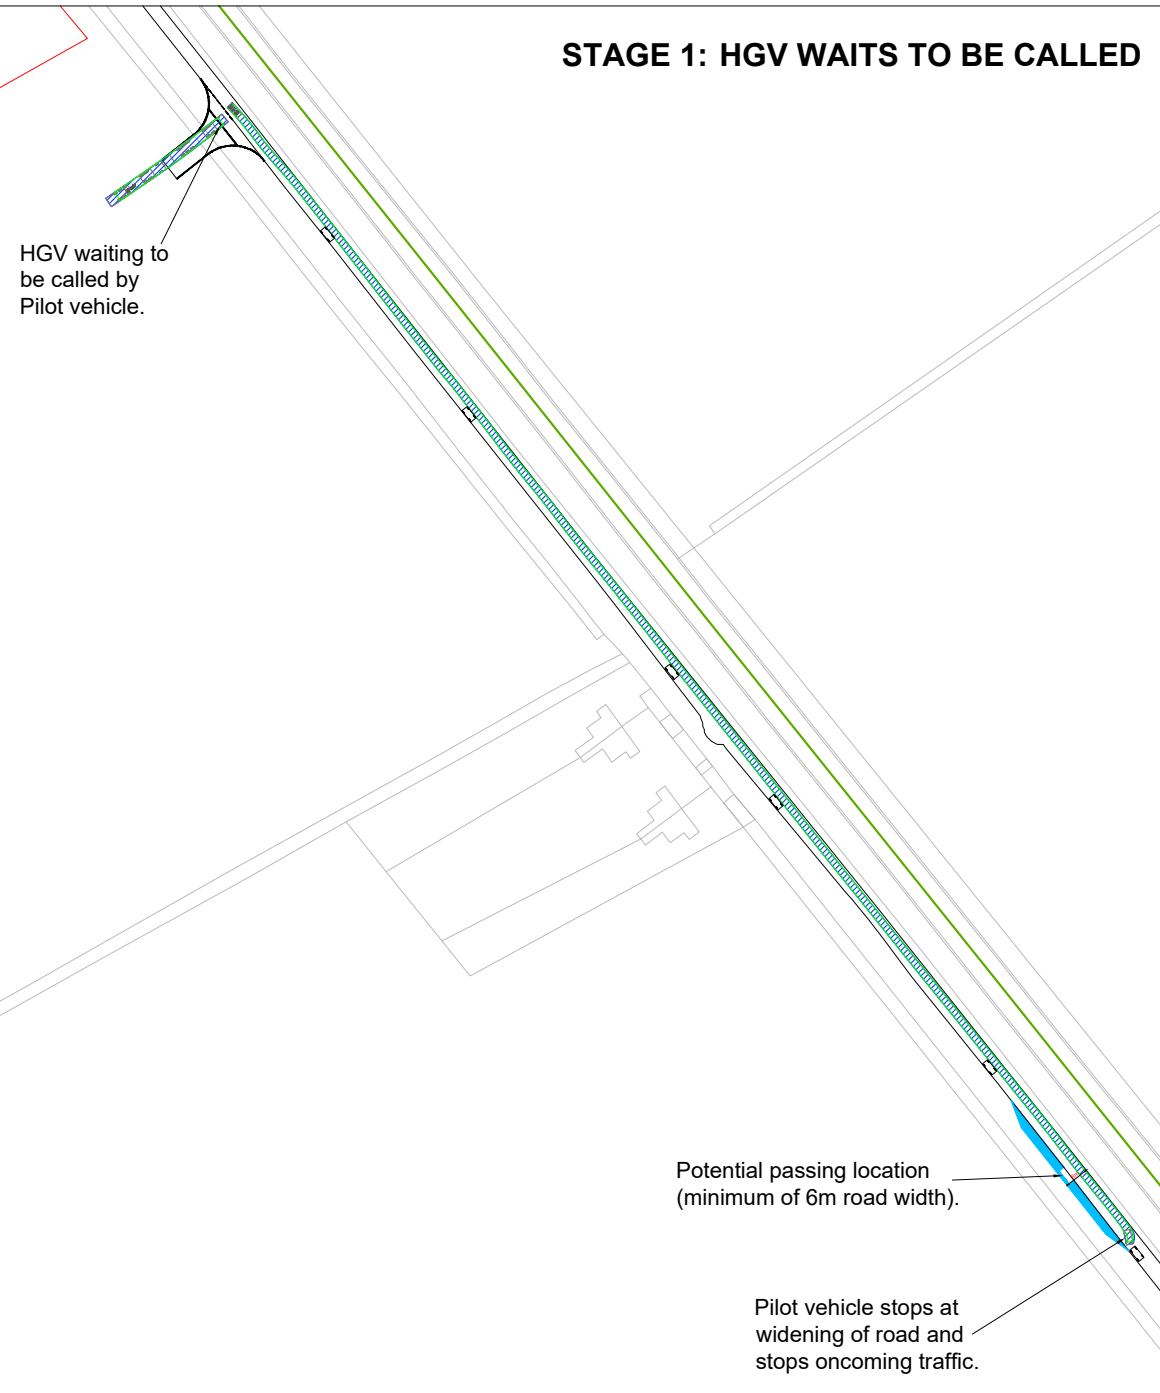 STAGE 1: HGV WAITS TO BE CALLED
HGV waiting to
be called by
Pilot vehicle.
Potential passing location
(minimum of 6m road width).
Pilot vehicle stops at
widening of road and
stops oncoming traffic.